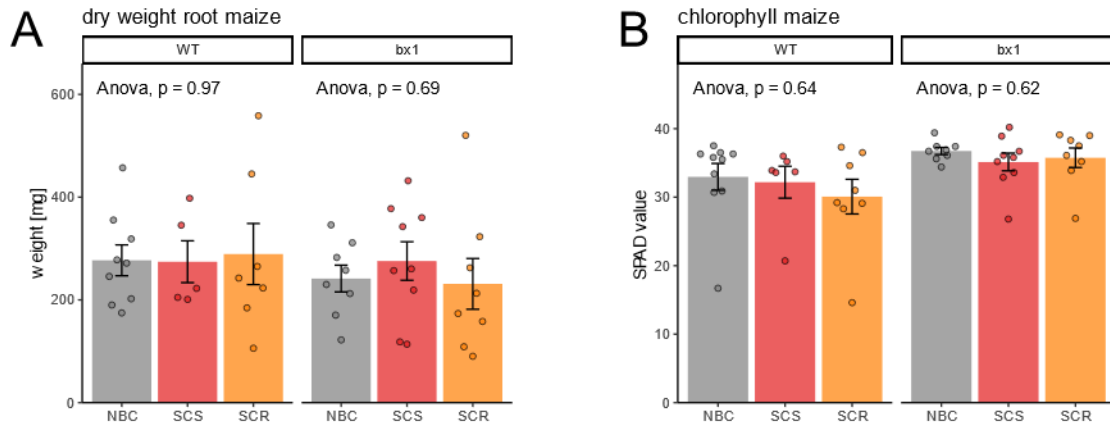 A
dry weight root maize
WT
bx1
Anova, p = 0.97
Anova, p = 0.69
weight [mg]
600
400
200
0
NBC
SCS
SCR
NBC
SCS
SCR
B
chlorophyll maize
WT
bx1
Anova, p = 0.64
Anova, p = 0.62
SPAD value
40
30
20
10
0
NBC
SCS
SCR
NBC
SCS
SCR